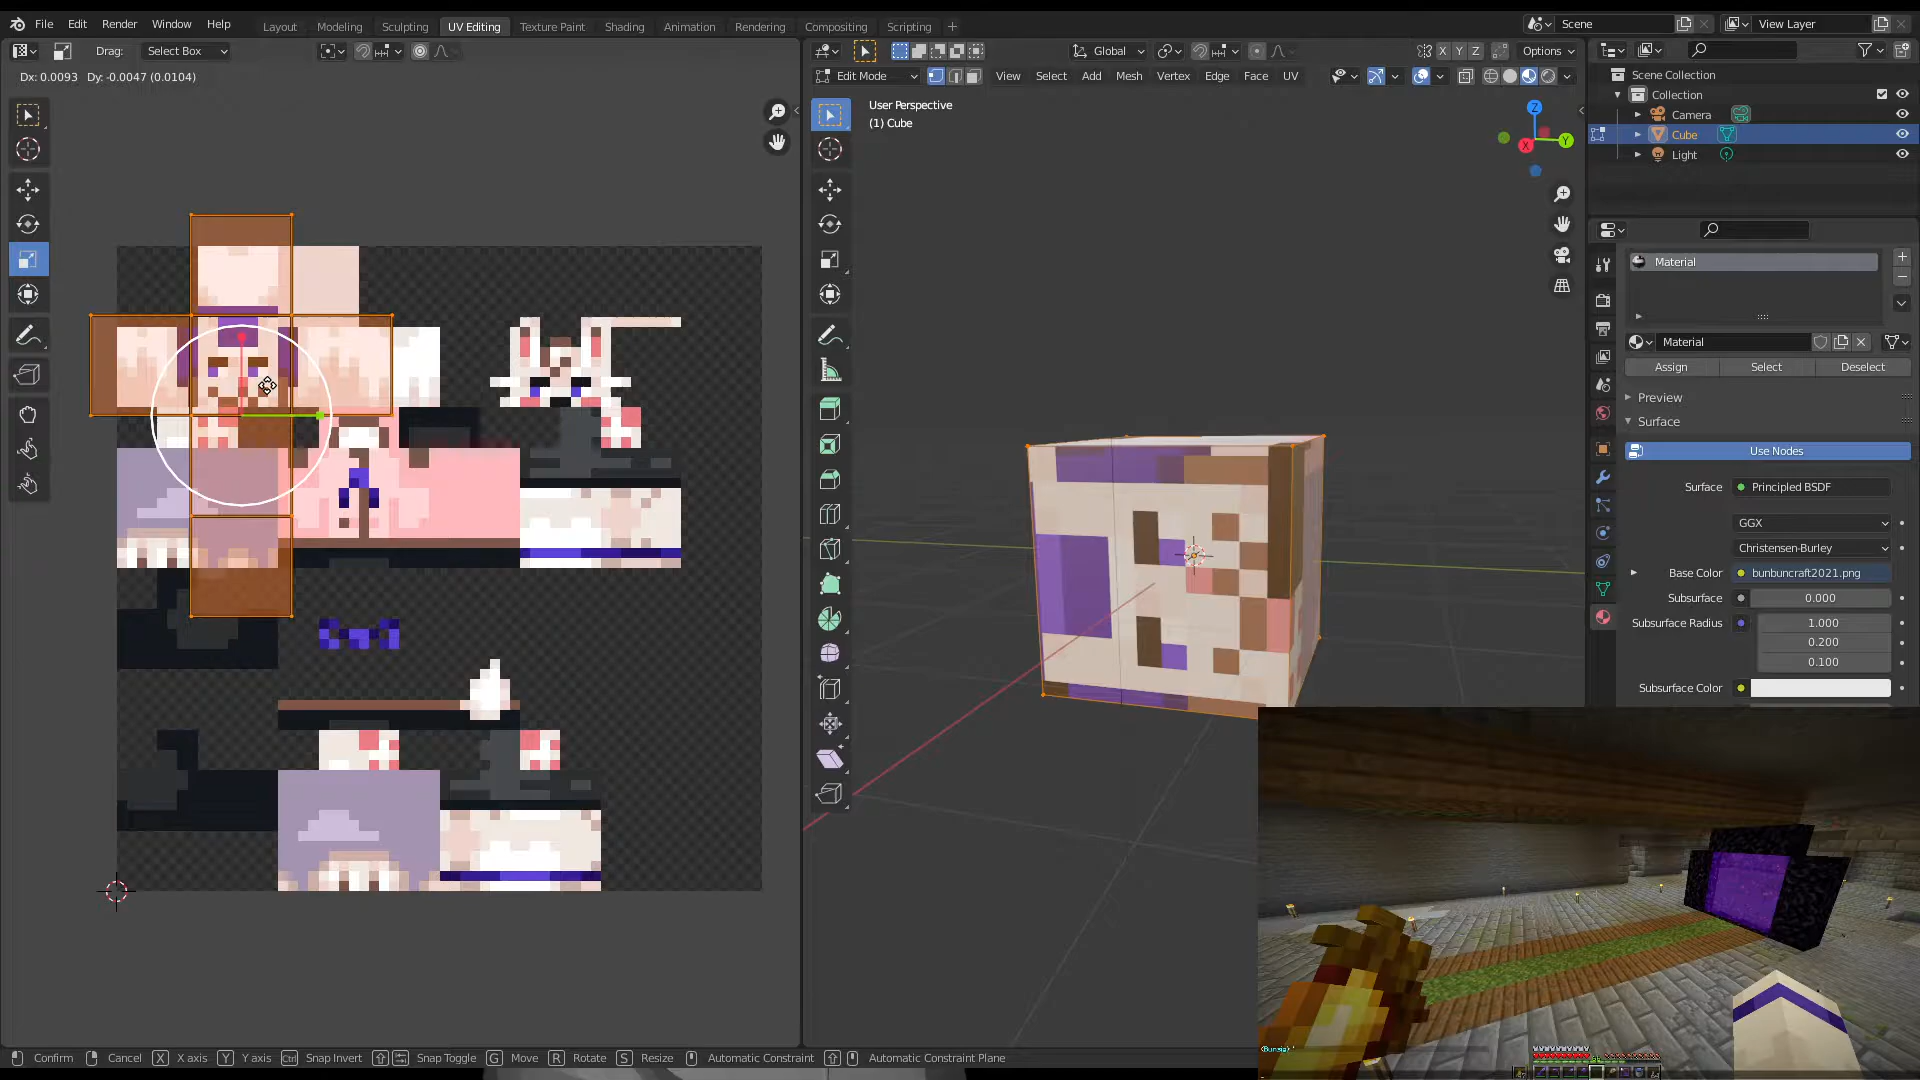 File Edit Render Window Help
Layout Modeling Sculpting UV Editing Texture Paint Shading Animation Rendering Compositing Scripting +
Scene
View Layer
Drag: Select Box
Global
X Y Z
Options
Dx: 0.0093 Dy: -0.0047 (0.0104)
Edit Mode
View Select Add Mesh Vertex Edge Face UV
User Perspective
(1) Cube
Z
Y
X
Scene Collection
Collection
Camera
Cube
Light
Material
Material
Assign Select Deselect
Preview
Surface
Use Nodes
Surface Principled BSDF
GGX
Christensen-Burley
Base Color bunbuncraft2021.png
Subsurface 0.000
Subsurface Radius 1.000
0.200
0.100
Subsurface Color
Confirm Cancel X X axis Y Y axis Ctrl Snap Invert Snap Toggle G Move R Rotate S Resize Automatic Constraint Automatic Constraint Plane